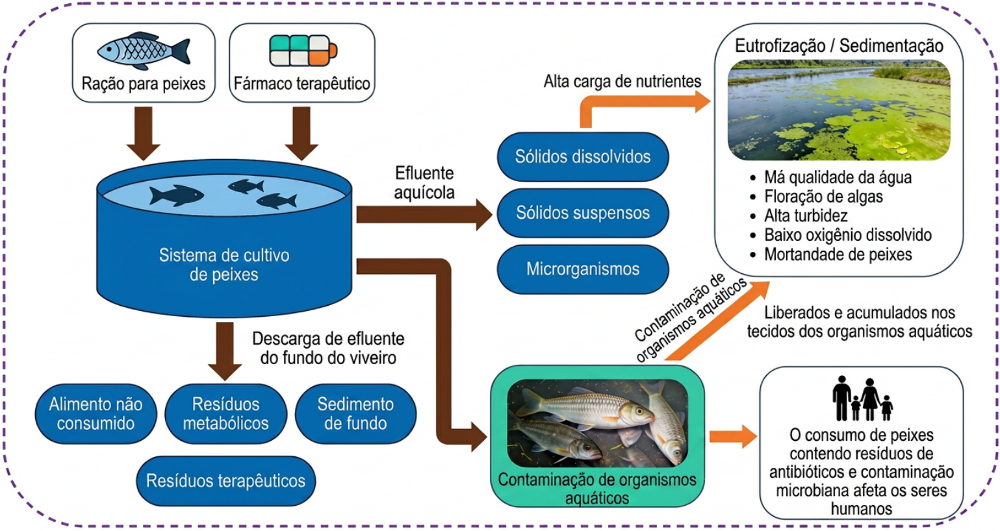 Ração para peixes
Fármaco terapêutico
Alta carga de nutrientes
Eutrofização / Sedimentação
Má qualidade da água
Floração de algas
Alta turbidez
Baixo oxigênio dissolvido
Mortandade de peixes
Efluente
aquícola
Sólidos dissolvidos
Sólidos suspensos
Microrganismos
Sistema de cultivo
de peixes
Descarga de efluente
do fundo do viveiro
Alimento não
consumido
Resíduos
metabólicos
Sedimento
de fundo
Resíduos terapêuticos
Contaminação de
organismos aquáticos
Liberados e acumulados nos
tecidos dos organismos aquáticos
Contaminação de organismos
aquáticos
O consumo de peixes
contendo resíduos de
antibióticos e contaminação
microbiana afeta os seres
humanos